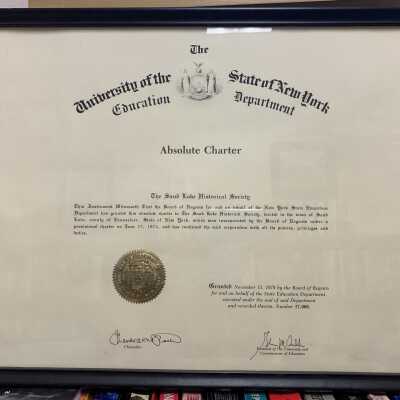 The
University of the State of New York
Education Department
Absolute Charter
The Sand Lake Historical Society
This Instrument Witnesseth That the Board of Regents for and on behalf of the New York State Education
Department has granted this absolute charter to The Sand Lake Historical Society, located in the town of Sand
Lake, county of Rensselaer, State of New York, which was incorporated by the Board of Regents under a
provisional charter on June 17, 1974, and has continued the said corporation with all its powers, privileges and
duties.
Granted November 15, 1979 by the Board of Regents
for and on behalf of the State Education Department
executed under the seal of said Department
and recorded therein. Number
Chancellor
President of The University and
Commissioner of Education